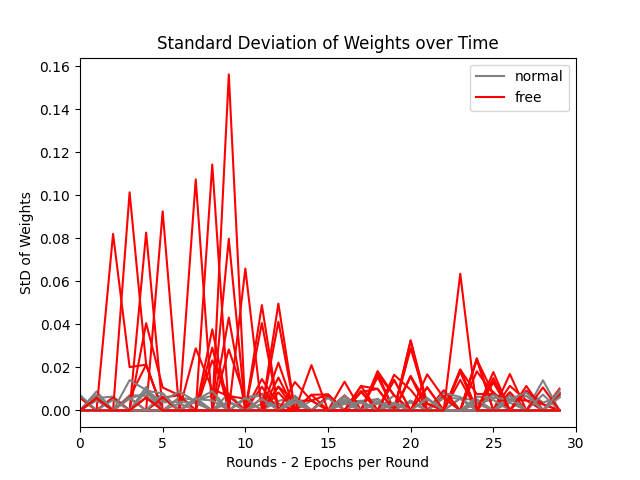 Standard Deviation of Weights over Time
normal
free
StD of Weights
0.16
0.14
0.12
0.10
0.08
0.06
0.04
0.02
0.00
0 5 10 15 20 25 30
Rounds - 2 Epochs per Round